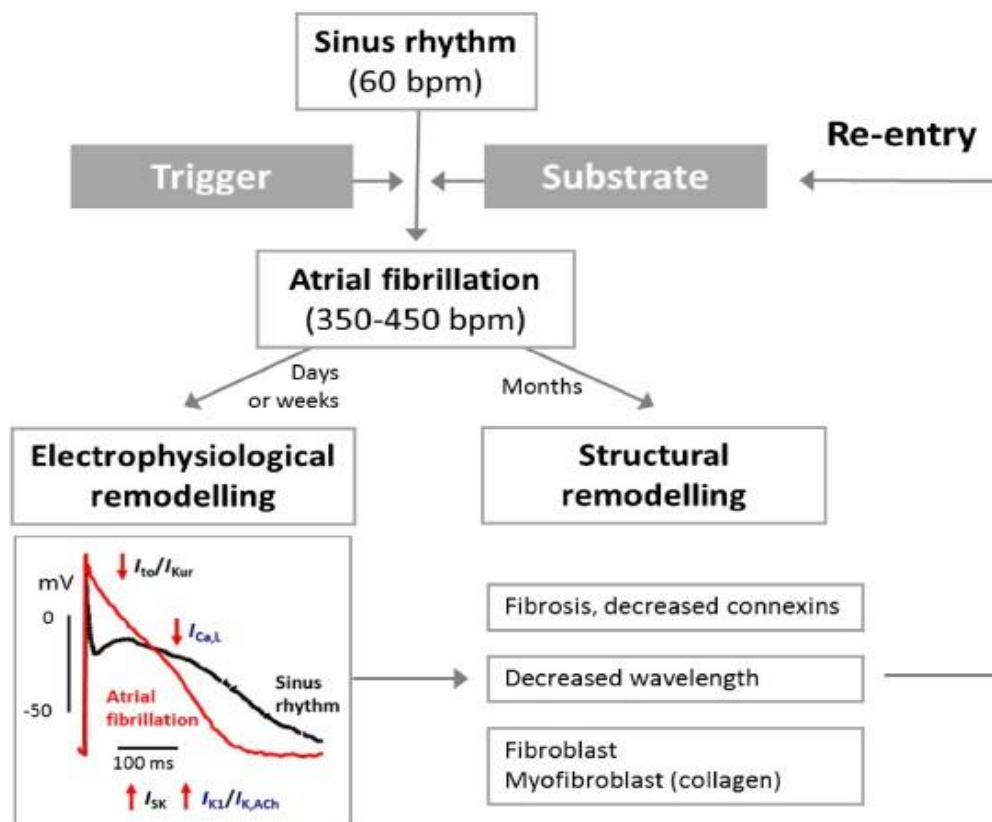 Sinus rhythm
(60 bpm)
Re-entry
Trigger
Substrate
Atrial fibrillation
(350-450 bpm)
Days
or weeks
Months
Electrophysiological
remodelling
Structural
remodelling
mV
0
-50
↓ Ito/IKur
↓ ICa,L
Atrial
fibrillation
Sinus
rhythm
100 ms
↑ ISK ↑ IK1/IK,ACh
Fibrosis, decreased connexins
Decreased wavelength
Fibroblast
Myofibroblast (collagen)